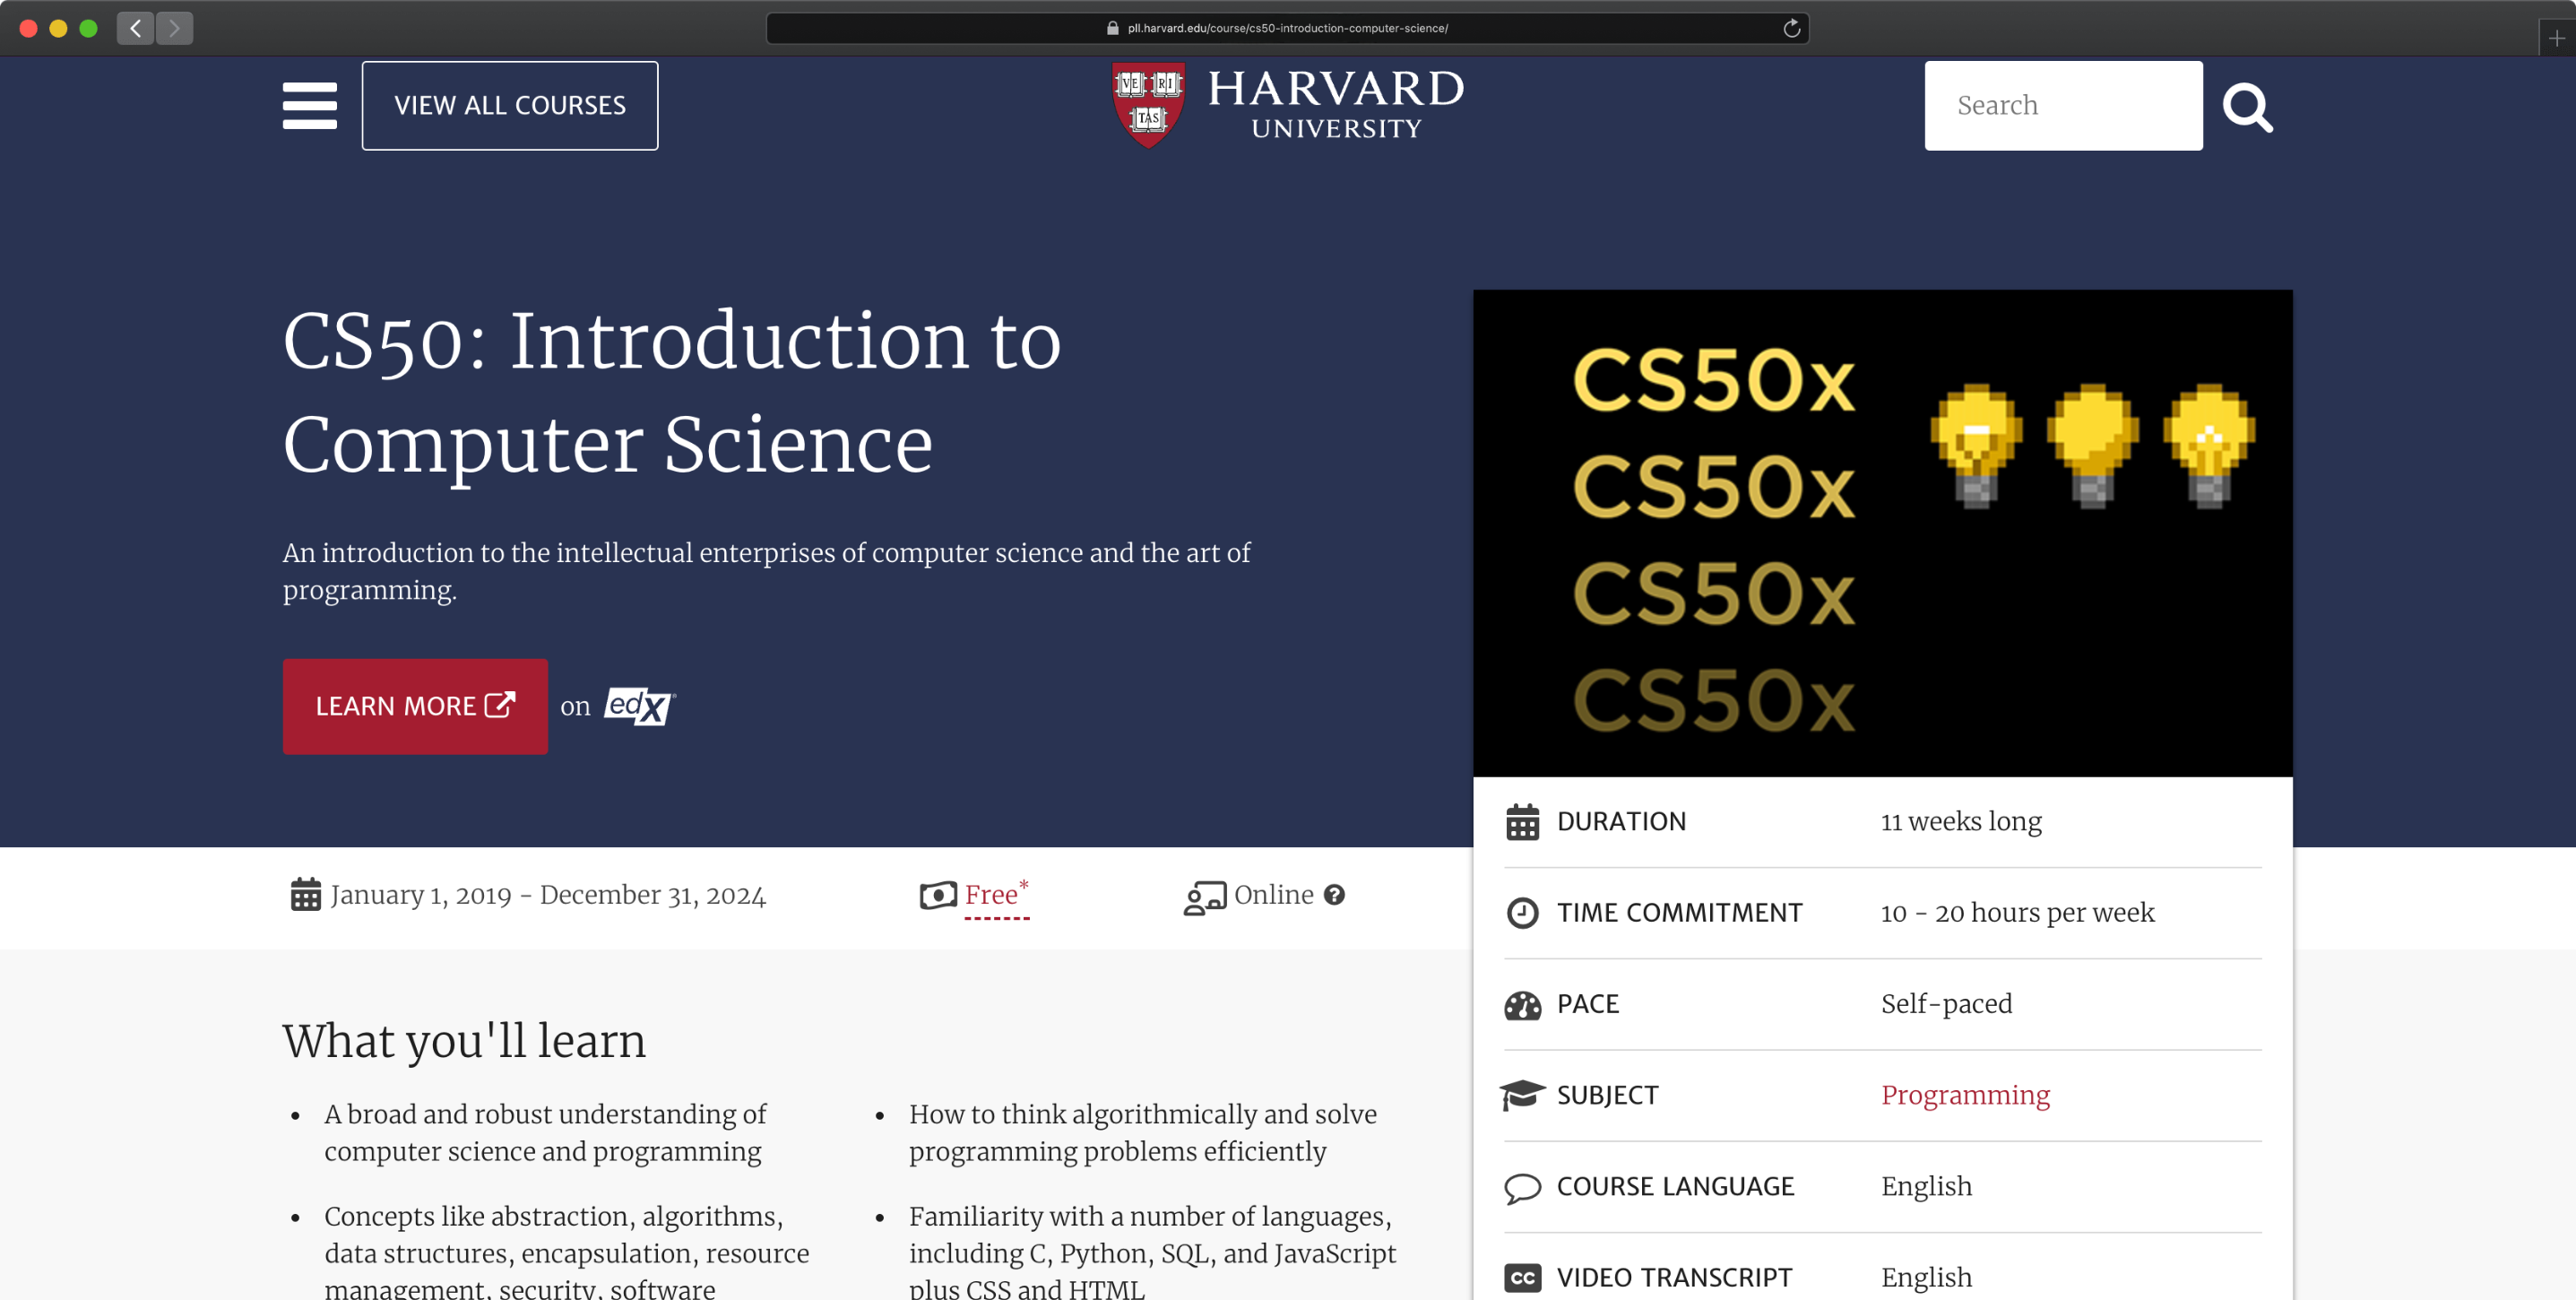 pll.harvard.edu/course/cs50-introduction-computer-science/
VIEW ALL COURSES
VE RI
TAS
HARVARD
UNIVERSITY
Search
CS50: Introduction to
Computer Science
An introduction to the intellectual enterprises of computer science and the art of
programming.
LEARN MORE on edX
CS50x
CS50x
CS50x
CS50x
January 1, 2019 - December 31, 2024
Free*
Online ?
DURATION 11 weeks long
TIME COMMITMENT 10 - 20 hours per week
PACE Self-paced
SUBJECT Programming
COURSE LANGUAGE English
CC VIDEO TRANSCRIPT English
What you'll learn
• A broad and robust understanding of
computer science and programming
• Concepts like abstraction, algorithms,
data structures, encapsulation, resource
management, security, software
• How to think algorithmically and solve
programming problems efficiently
• Familiarity with a number of languages,
including C, Python, SQL, and JavaScript
plus CSS and HTML